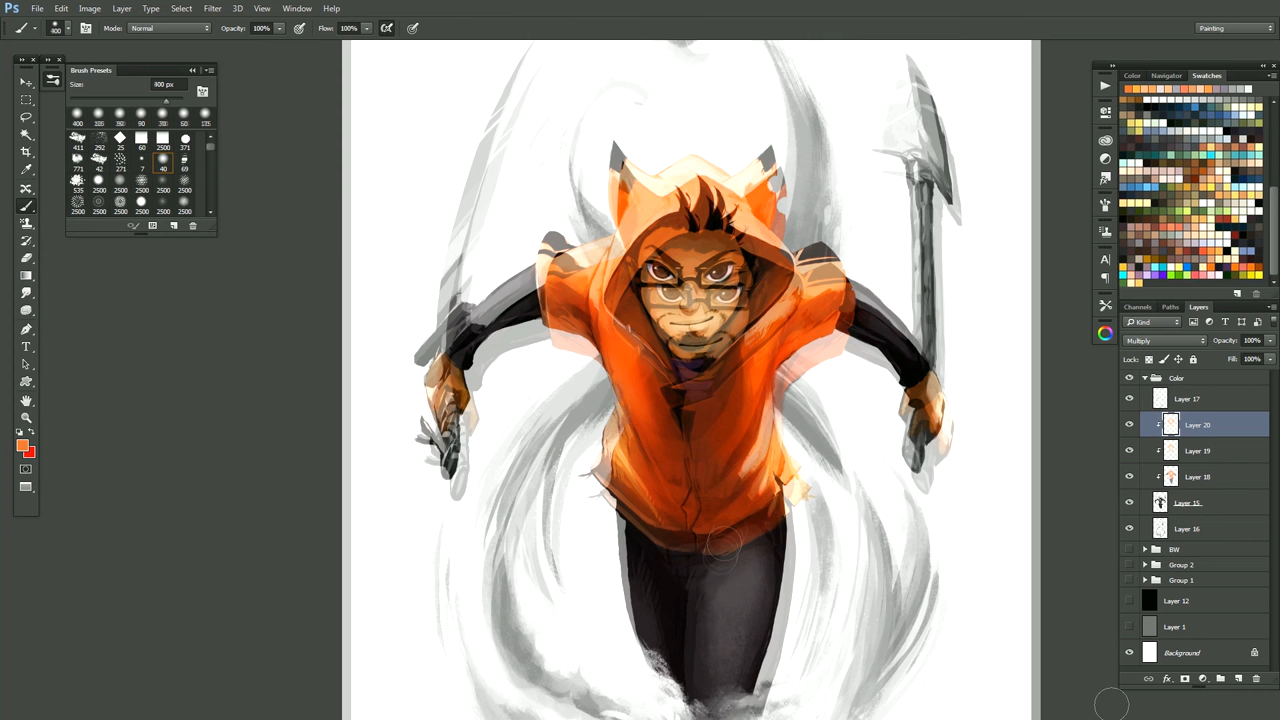 Ps File Edit Image Layer Type Select Filter 3D View Window Help
400 Mode: Normal Opacity: 100% Flow: 100% Painting
Brush Presets
Size: 400 px
400 90 60 175
411 292 25 60 2500 371
771 42 271 7 40 69
535 2500 2500 2500 2500 2500
2500 2500 2500 2500 2500 2500
Color Navigator Swatches
Channels Paths Layers
Kind
Multiply Opacity: 100%
Lock: Fill: 100%
Color
Layer 17
Layer 20
Layer 19
Layer 18
Layer 15
Layer 16
BW
Group 2
Group 1
Layer 12
Layer 1
Background